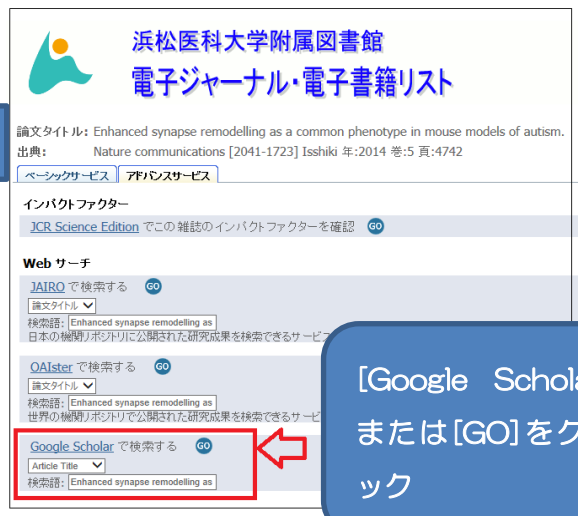 浜松医科大学附属図書館
電子ジャーナル・電子書籍リスト
論文タイトル: Enhanced synapse remodelling as a common phenotype in mouse models of autism.
出典: Nature communications [2041-1723] Isshiki 年:2014 巻:5 頁:4742
ベーシックサービス アドバンスサービス
インパクトファクター
JCR Science Edition でこの雑誌のインパクトファクターを確認 GO
Web サーチ
JAIRO で検索する GO
論文タイトル
検索語: Enhanced synapse remodelling as
日本の機関リポジトリに公開された研究成果を検索できるサービス
OAIster で検索する GO
論文タイトル
検索語: Enhanced synapse remodelling as
世界の機関リポジトリで公開された研究成果を検索できるサービ
Google Scholar で検索する GO
Article Title
検索語: Enhanced synapse remodelling as
[Google Schola
または[GO]をク
ック